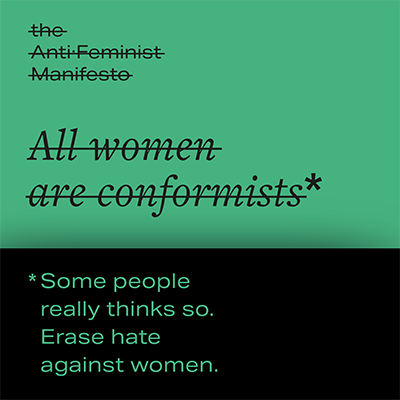 the
Anti·Feminist
Manifesto
All women
are conformists*
*Some people
really thinks so.
Erase hate
against women.